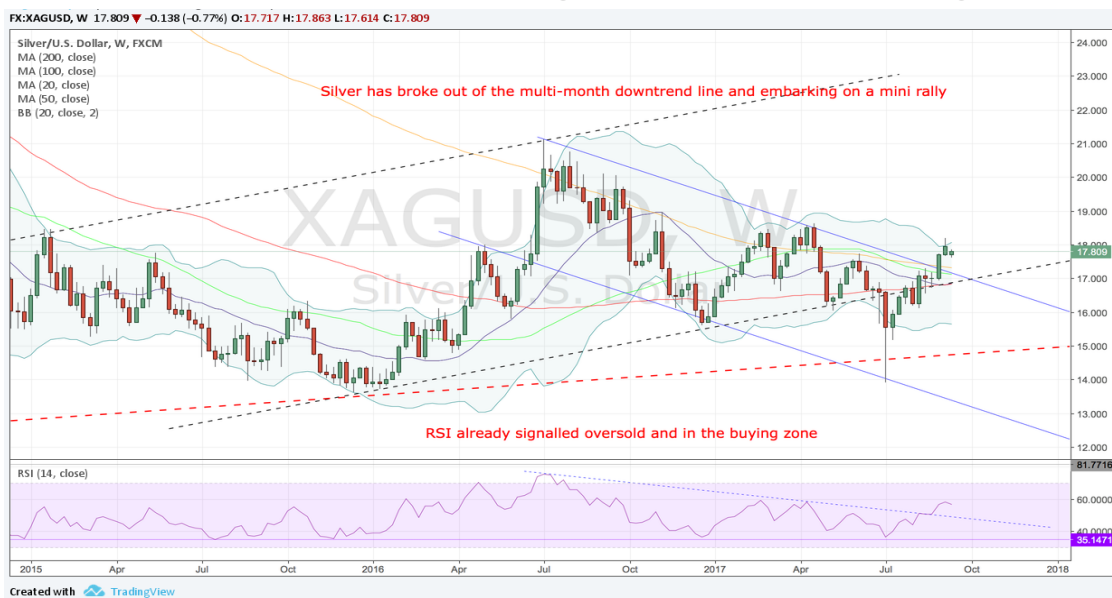 FX:XAGUSD, W 17.809 ▼ −0.138 (−0.77%) O:17.717 H:17.863 L:17.614 C:17.809
Silver/U.S. Dollar, W, FXCM
MA (200, close)
MA (100, close)
MA (20, close)
MA (50, close)
BB (20, close, 2)
Silver has broke out of the multi-month downtrend line and embarking on a mini rally
XAGUSD, W
RSI already signalled oversold and in the buying zone
24.000
23.000
22.000
21.000
20.000
19.000
18.000
17.809
17.000
16.000
15.000
14.000
13.000
12.000
RSI (14, close)
81.7716
60.0000
40.0000
35.1471
2015 Apr Jul Oct 2016 Apr Jul Oct 2017 Apr Jul Oct 2018
Created with TradingView